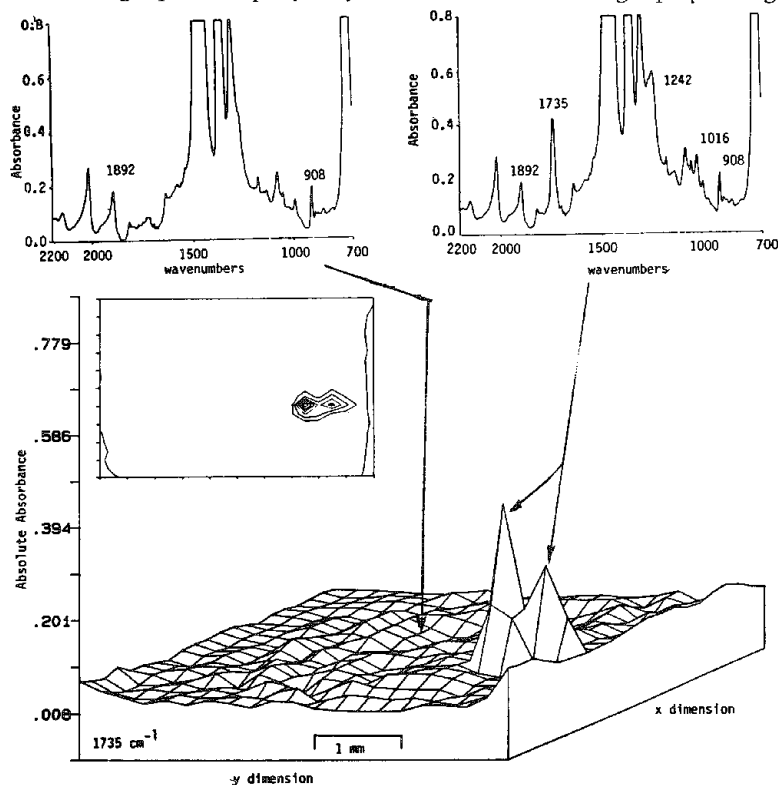 0.8
0.6
0.4
0.2
0.0
Absorbance
1892
908
2200 2000 1500 1000 700
wavenumbers
0.8
0.6
0.4
0.2
0.0
Absorbance
1892
1735
1242
1016
908
2200 2000 1500 1000 700
wavenumbers
Absolute Absorbance
.779
.586
.394
.201
.008
1735 cm⁻¹
1 mm
y dimension
x dimension